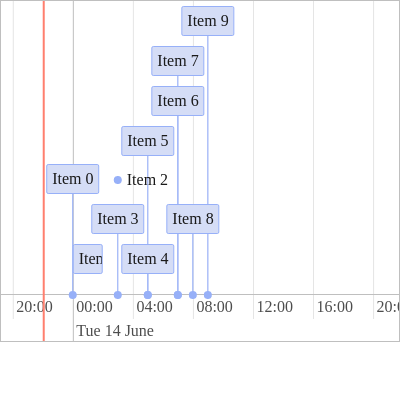 Item 9
Item 7
Item 6
Item 5
Item 0
Item 2
Item 3
Item 8
Item 4
20:00
00:00
04:00
08:00
12:00
16:00
Tue 14 June